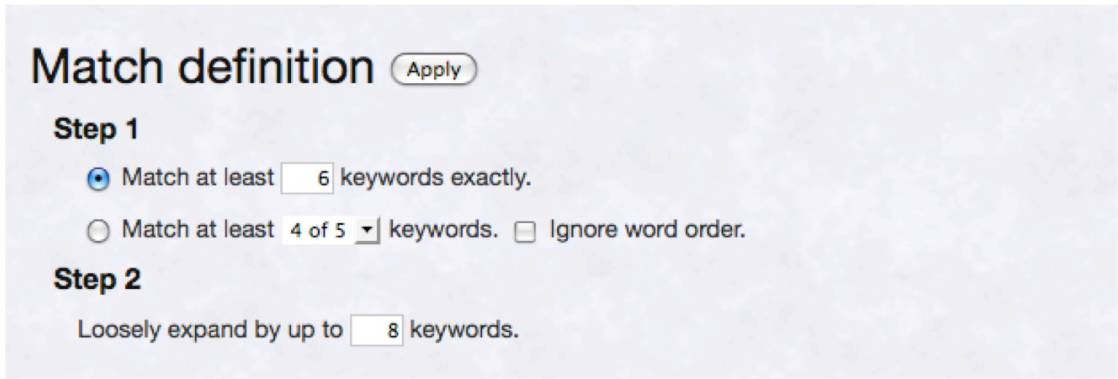 Match definition Apply
Step 1
Match at least 6 keywords exactly.
Match at least 4 of 5 keywords. Ignore word order.
Step 2
Loosely expand by up to 8 keywords.